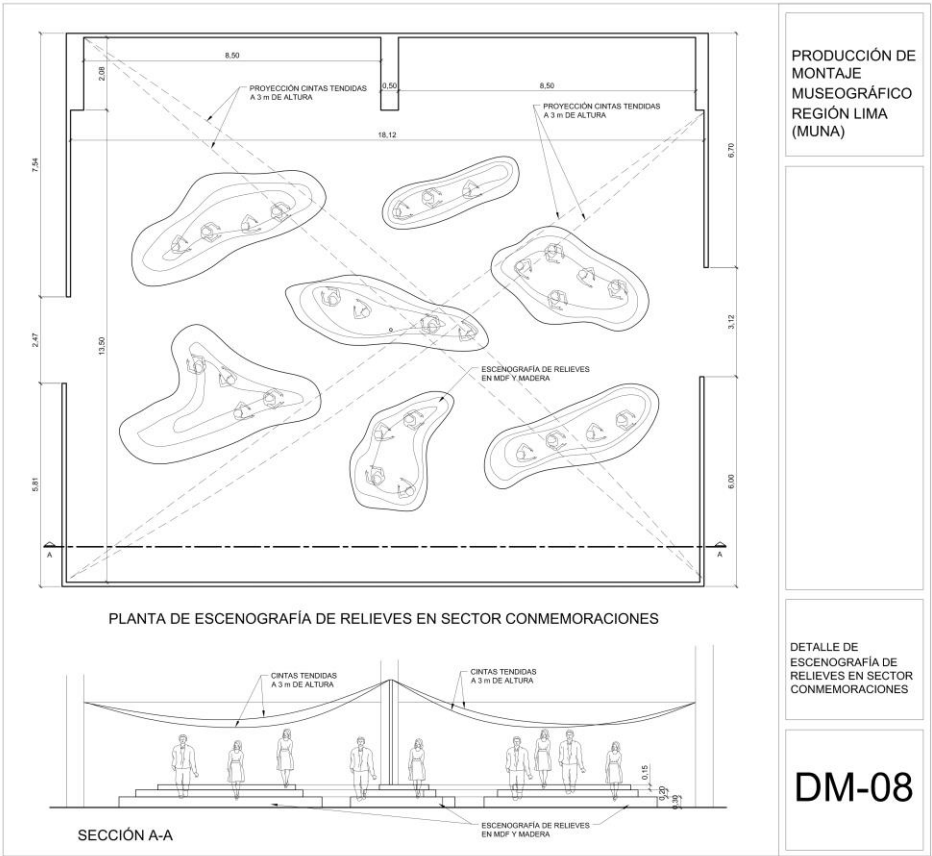 8,50
2,08
0,50
8,50
PROYECCIÓN CINTAS TENDIDAS
A 3 m DE ALTURA
PROYECCIÓN CINTAS TENDIDAS
A 3 m DE ALTURA
18,12
7,54
6,70
2,47
13,50
3,12
ESCENOGRAFÍA DE RELIEVES
EN MDF Y MADERA
5,81
6,00
A
A
PLANTA DE ESCENOGRAFÍA DE RELIEVES EN SECTOR CONMEMORACIONES
CINTAS TENDIDAS
A 3 m DE ALTURA
CINTAS TENDIDAS
A 3 m DE ALTURA
0,15
0,20
0,30
ESCENOGRAFÍA DE RELIEVES
EN MDF Y MADERA
SECCIÓN A-A
PRODUCCIÓN DE
MONTAJE
MUSEOGRÁFICO
REGIÓN LIMA
(MUNA)
DETALLE DE
ESCENOGRAFÍA DE
RELIEVES EN SECTOR
CONMEMORACIONES
DM-08